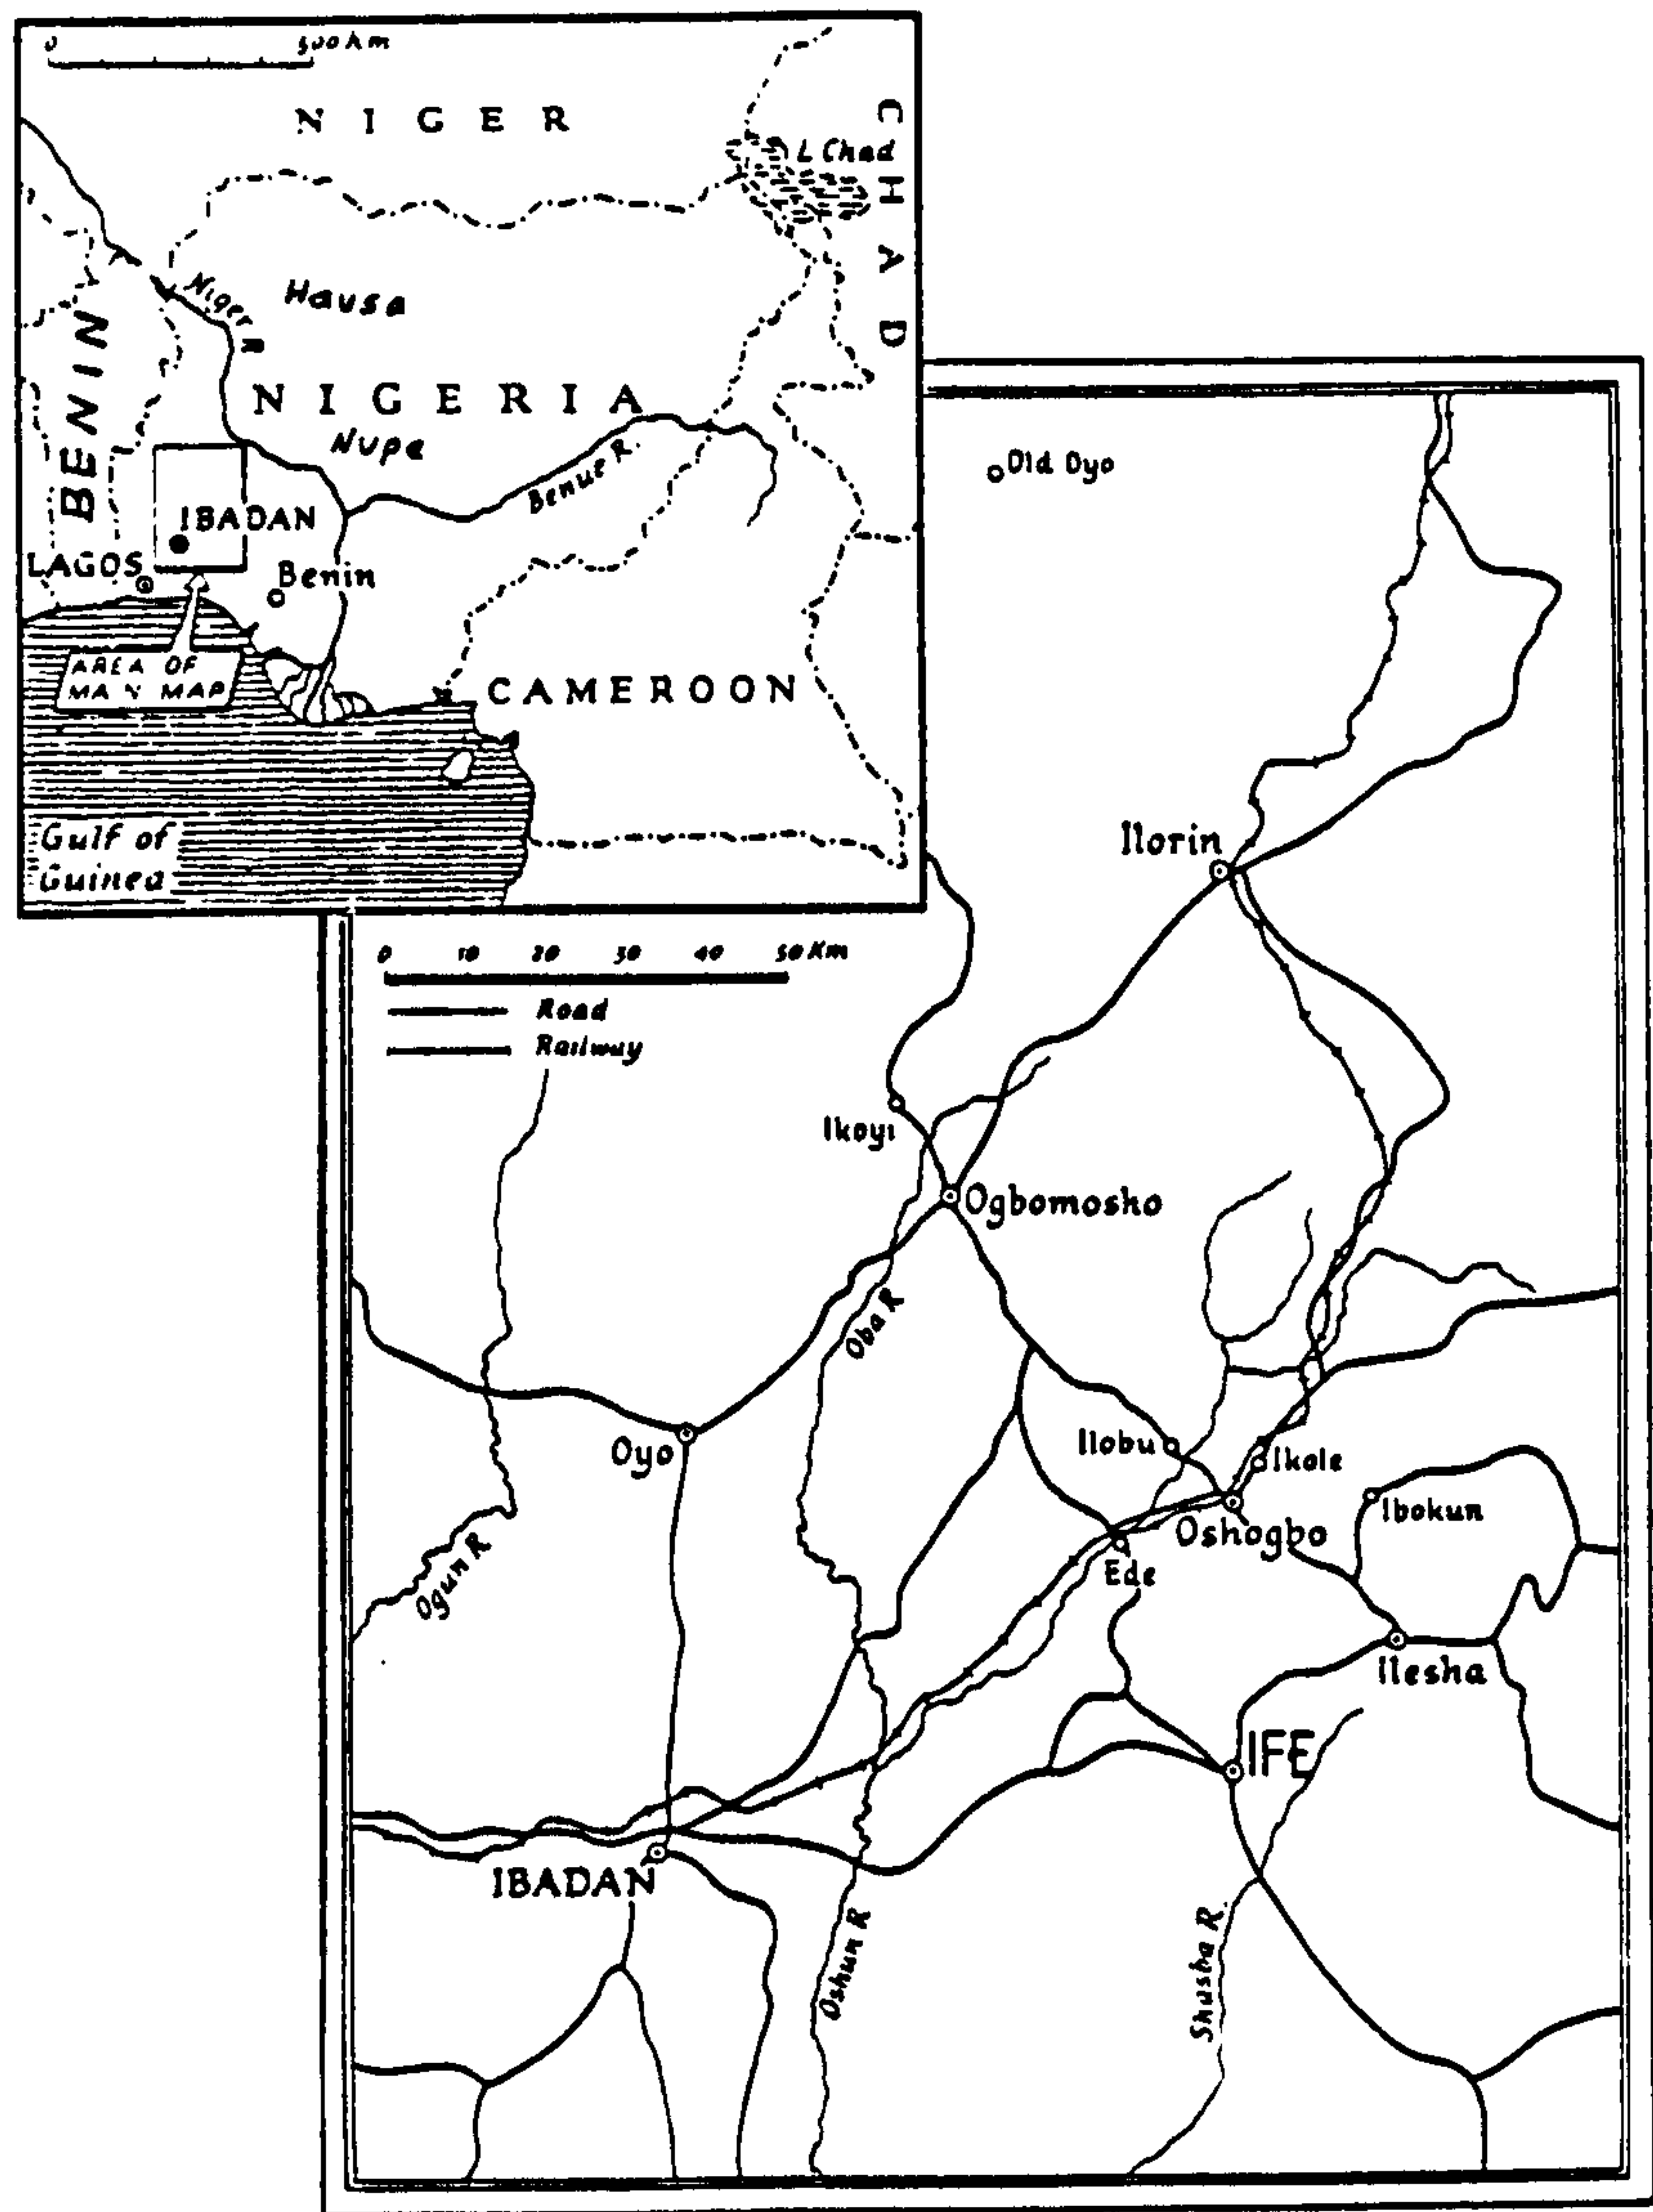 0 500 km
NIGER
CHAD
L Chad
Niger R
Hausa
BENIN
NIGERIA
Nupe
Benue R.
IBADAN
LAGOS
Benin
AREA OF
MAIN MAP
CAMEROON
Gulf of
Guinea
Old Oyo
Ilorin
0 10 20 30 40 50 Km
Road
Railway
Ikoyi
Ogbomosho
Oba R
Oyo
Ilobu
Ikole
Ibokun
Oshogbo
Ede
Ogun R
Ilesha
IFE
IBADAN
Oshun R
Shasha R.